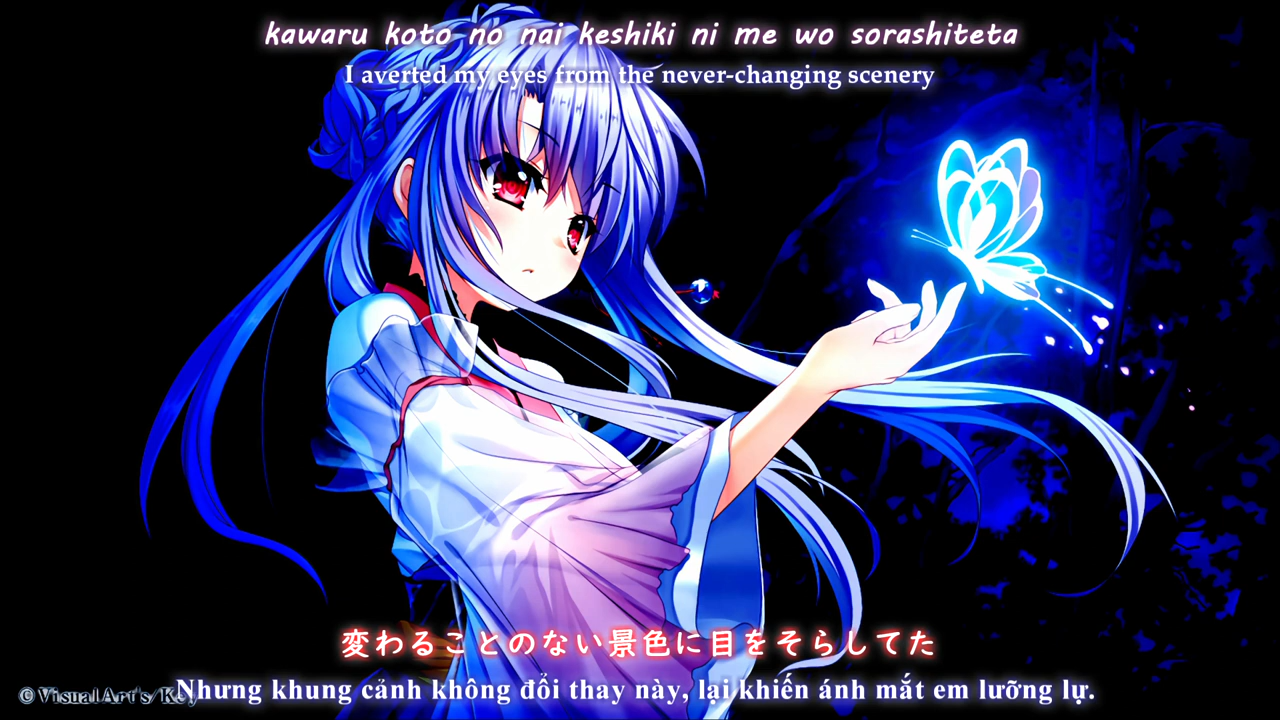 kawaru koto no nai keshiki ni me wo sorashiteta
I averted my eyes from the never-changing scenery
変わることのない景色に目をそらしてた
Nhưng khung cảnh không đổi thay này, lại khiến ánh mắt em lưỡng lự.
©VisualArt's/Key